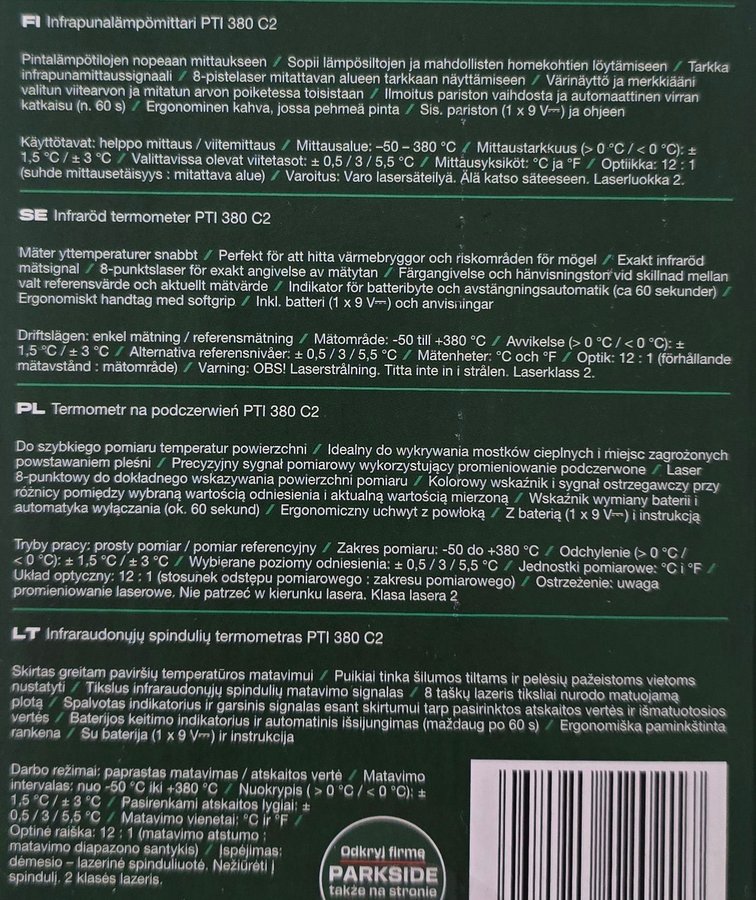 FI Infrapunalämpömittari PTI 380 C2
Pintalämpötilojen nopeaan mittaukseen / Sopii lämpösiltojen ja mahdollisten homekohtien löytämiseen / Tarkka
infrapunamittaussignaali / 8-pistelaser mitattavan alueen tarkkaan näyttämiseen / Värinäyttö ja merkkiääni
valitun viitearvon ja mitatun arvon poiketessa toisistaan / Ilmoitus pariston vaihdosta ja automaattinen virran
katkaisu (n. 60 s) / Ergonominen kahva, jossa pehmeä pinta / Sis. pariston (1 x 9 V⎓) ja ohjeen
Käyttötavat: helppo mittaus / viitemittaus / Mittausalue: –50 – 380 °C / Mittaustarkkuus (> 0 °C / < 0 °C): ±
1,5 °C / ± 3 °C / Valittavissa olevat viitetasot: ± 0,5 / 3 / 5,5 °C / Mittausyksiköt: °C ja °F / Optiikka: 12 : 1
(suhde mittausetäisyys : mitattava alue) / Varoitus: Varo lasersäteilyä. Älä katso säteeseen. Laserluokka 2.
SE Infraröd termometer PTI 380 C2
Mäter yttemperaturer snabbt / Perfekt för att hitta värmebryggor och riskområden för mögel / Exakt infraröd
mätsignal / 8-punktslaser för exakt angivelse av mätytan / Färgangivelse och hänvisningston vid skillnad mellan
valt referensvärde och aktuellt mätvärde / Indikator för batteribyte och avstängningsautomatik (ca 60 sekunder) /
Ergonomiskt handtag med softgrip / Inkl. batteri (1 x 9 V⎓) och anvisningar
Driftslägen: enkel mätning / referensmätning / Mätområde: -50 till +380 °C / Avvikelse (> 0 °C / < 0 °C): ±
1,5 °C / ± 3 °C / Alternativa referensnivåer: ± 0,5 / 3 / 5,5 °C / Mätenheter: °C och °F / Optik: 12 : 1 (förhållande
mätavstånd : mätområde) / Varning: OBS! Laserstrålning. Titta inte in i strålen. Laserklass 2.
PL Termometr na podczerwień PTI 380 C2
Do szybkiego pomiaru temperatur powierzchni / Idealny do wykrywania mostków cieplnych i miejsc zagrożonych
powstawaniem pleśni / Precyzyjny sygnał pomiarowy wykorzystujący promieniowanie podczerwone / Laser
8-punktowy do dokładnego wskazywania powierzchni pomiaru / Kolorowy wskaźnik i sygnał ostrzegawczy przy
różnicy pomiędzy wybraną wartością odniesienia i aktualną wartością mierzoną / Wskaźnik wymiany baterii i
automatyka wyłączania (ok. 60 sekund) / Ergonomiczny uchwyt z powłoką / Z baterią (1 x 9 V⎓) i instrukcją
Tryby pracy: prosty pomiar / pomiar referencyjny / Zakres pomiaru: -50 do +380 °C / Odchylenie (> 0 °C /
< 0 °C): ± 1,5 °C / ± 3 °C / Wybierane poziomy odniesienia: ± 0,5 / 3 / 5,5 °C / Jednostki pomiarowe: °C i °F /
Układ optyczny: 12 : 1 (stosunek odstępu pomiarowego : zakresu pomiarowego) / Ostrzeżenie: uwaga
promieniowanie laserowe. Nie patrzeć w kierunku lasera. Klasa lasera 2
LT Infraraudonųjų spindulių termometras PTI 380 C2
Skirtas greitam paviršių temperatūros matavimui / Puikiai tinka šilumos tiltams ir pelėsių pažeistoms vietoms
nustatyti / Tikslus infraraudonųjų spindulių matavimo signalas / 8 taškų lazeris tiksliai nurodo matuojamą
plotą / Spalvotas indikatorius ir garsinis signalas esant skirtumui tarp pasirinktos atskaitos vertės ir išmatuotosios
vertės / Baterijos keitimo indikatorius ir automatinis išsijungimas (maždaug po 60 s) / Ergonomiška paminkštinta
rankena / Su baterija (1 x 9 V⎓) ir instrukcija
Darbo režimai: paprastas matavimas / atskaitos vertė / Matavimo
intervalas: nuo -50 °C iki +380 °C / Nuokrypis ( > 0 °C / < 0 °C): ±
1,5 °C / ± 3 °C / Pasirenkami atskaitos lygiai: ±
0,5 / 3 / 5,5 °C / Matavimo vienetai: °C ir °F /
Optinė raiška: 12 : 1 (matavimo atstumo :
matavimo diapazono santykis) / Įspėjimas:
dėmesio – lazerinė spinduliuotė. Nežiūrėti į
spindulį. 2 klasės lazeris.
Odkryj firmę
PARKSIDE
także na stronie